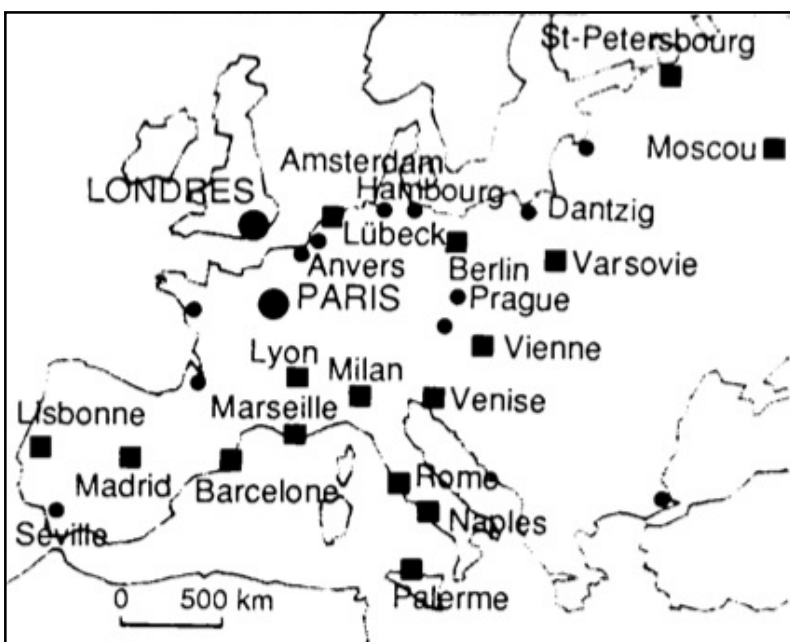 St-Petersbourg
Moscou
Amsterdam
LONDRES
Hambourg
Dantzig
Lübeck
Anvers
Berlin
Varsovie
PARIS
Prague
Vienne
Lyon
Milan
Lisbonne
Marseille
Venise
Madrid
Barcelone
Rome
Séville
Naples
Palerme
0 500 km